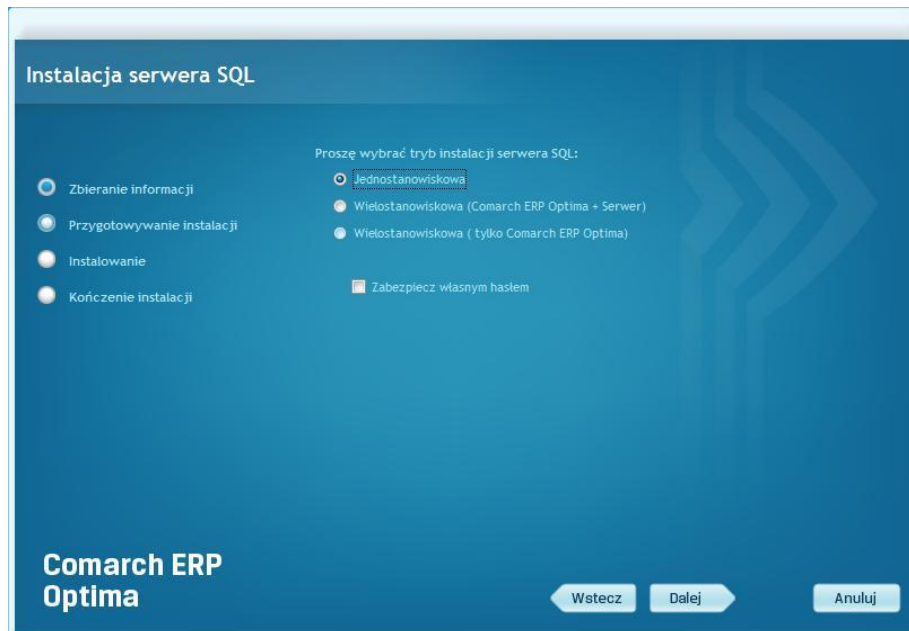 Instalacja serwera SQL
Proszę wybrać tryb instalacji serwera SQL:
Jednostanowiskowa
Wielostanowiskowa (Comarch ERP Optima + Serwer)
Wielostanowiskowa ( tylko Comarch ERP Optima)
Zabezpiecz własnym hasłem
Zbieranie informacji
Przygotowywanie instalacji
Instalowanie
Kończenie instalacji
Comarch ERP
Optima
Wstecz
Dalej
Anuluj